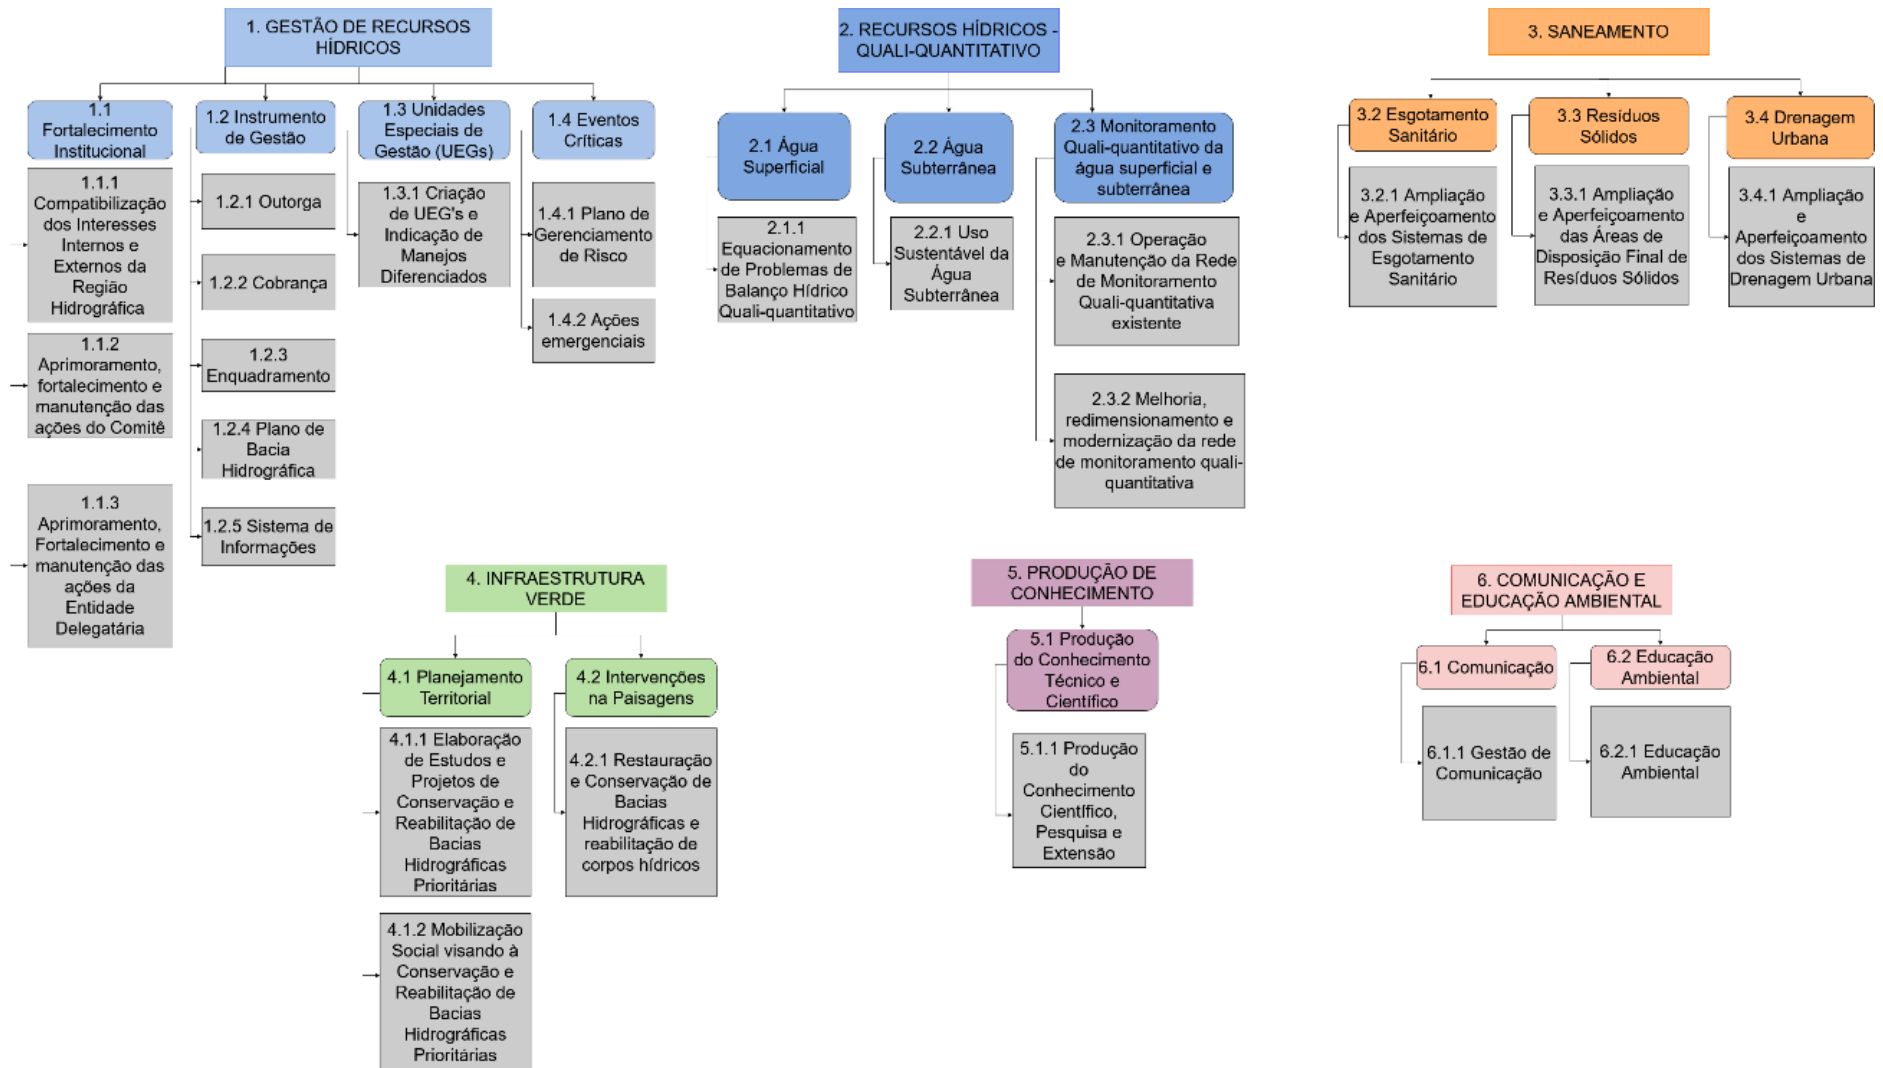 1. GESTÃO DE RECURSOS
HÍDRICOS
1.1
Fortalecimento
Institucional
1.1.1
Compatibilização
dos Interesses
Internos e
Externos da
Região
Hidrográfica
1.1.2
Aprimoramento,
fortalecimento e
manutenção das
ações do Comitê
1.1.3
Aprimoramento,
Fortalecimento e
manutenção das
ações da
Entidade
Delegatária
1.2 Instrumento
de Gestão
1.2.1 Outorga
1.2.2 Cobrança
1.2.3
Enquadramento
1.2.4 Plano de
Bacia
Hidrográfica
1.2.5 Sistema de
Informações
1.3 Unidades
Especiais de
Gestão (UEGs)
1.3.1 Criação
de UEG's e
Indicação de
Manejos
Diferenciados
1.4 Eventos
Críticas
1.4.1 Plano de
Gerenciamento
de Risco
1.4.2 Ações
emergenciais
2. RECURSOS HÍDRICOS -
QUALI-QUANTITATIVO
2.1 Água
Superficial
2.1.1
Equacionamento
de Problemas de
Balanço Hídrico
Quali-quantitativo
2.2 Água
Subterrânea
2.2.1 Uso
Sustentável da
Água
Subterrânea
2.3 Monitoramento
Quali-quantitativo da
água superficial e
subterrânea
2.3.1 Operação
e Manutenção da Rede
de Monitoramento
Quali-quantitativa
existente
2.3.2 Melhoria,
redimensionamento e
modernização da rede
de monitoramento quali-
quantitativa
3. SANEAMENTO
3.2 Esgotamento
Sanitário
3.2.1 Ampliação
e Aperfeiçoamento
dos Sistemas de
Esgotamento
Sanitário
3.3 Resíduos
Sólidos
3.3.1 Ampliação
e Aperfeiçoamento
das Áreas de
Disposição Final de
Resíduos Sólidos
3.4 Drenagem
Urbana
3.4.1 Ampliação
e
Aperfeiçoamento
dos Sistemas de
Drenagem Urbana
4. INFRAESTRUTURA
VERDE
4.1 Planejamento
Territorial
4.1.1 Elaboração
de Estudos e
Projetos de
Conservação e
Reabilitação de
Bacias
Hidrográficas
Prioritárias
4.1.2 Mobilização
Social visando à
Conservação e
Reabilitação de
Bacias
Hidrográficas
Prioritárias
4.2 Intervenções
na Paisagens
4.2.1 Restauração
e Conservação de
Bacias
Hidrográficas e
reabilitação de
corpos hídricos
5. PRODUÇÃO DE
CONHECIMENTO
5.1 Produção
do Conhecimento
Técnico e
Científico
5.1.1 Produção
do
Conhecimento
Científico,
Pesquisa e
Extensão
6. COMUNICAÇÃO E
EDUCAÇÃO AMBIENTAL
6.1 Comunicação
6.1.1 Gestão de
Comunicação
6.2 Educação
Ambiental
6.2.1 Educação
Ambiental